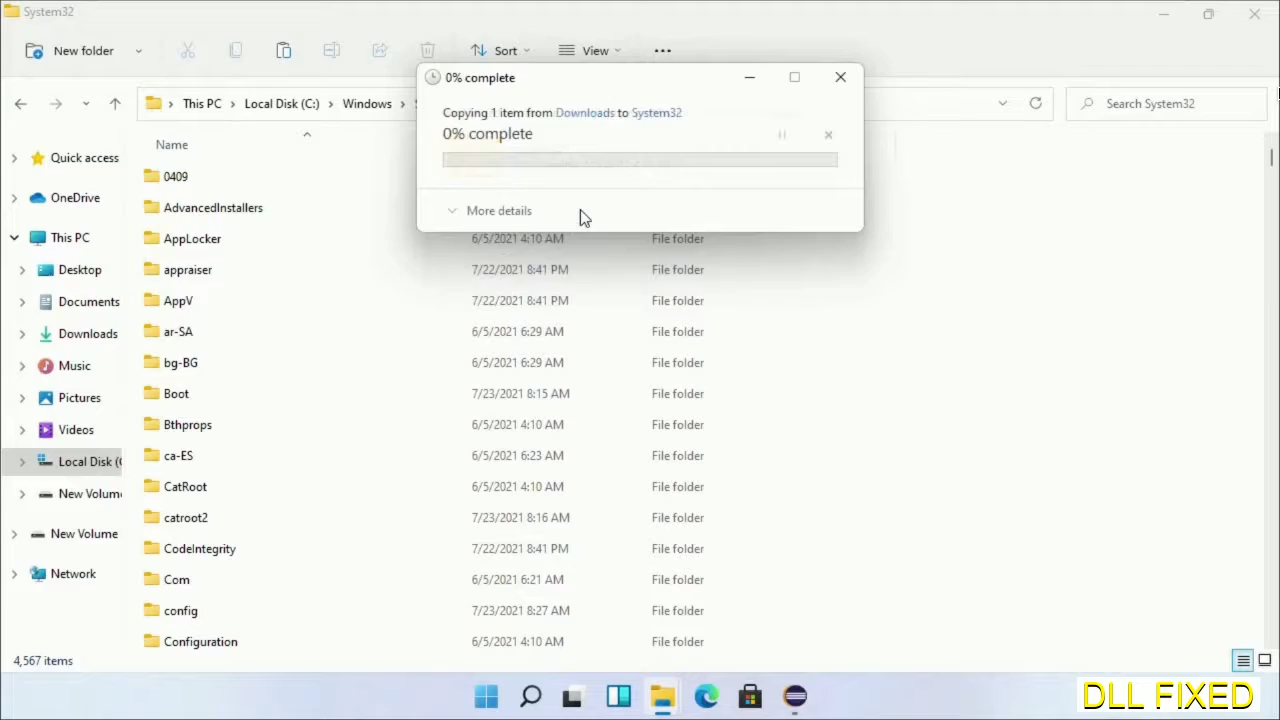 System32
New folder
Sort
View
0% complete
Copying 1 item from Downloads to System32
0% complete
More details
This PC
Local Disk (C:)
Windows
Search System32
Name
Quick access
OneDrive
This PC
Desktop
Documents
Downloads
Music
Pictures
Videos
Local Disk (
New Volum
New Volume
Network
0409
AdvancedInstallers
AppLocker 6/5/2021 4:10 AM File folder
appraiser 7/22/2021 8:41 PM File folder
AppV 7/22/2021 8:41 PM File folder
ar-SA 6/5/2021 6:29 AM File folder
bg-BG 6/5/2021 6:29 AM File folder
Boot 7/23/2021 8:15 AM File folder
Bthprops 6/5/2021 4:10 AM File folder
ca-ES 6/5/2021 6:23 AM File folder
CatRoot 6/5/2021 4:10 AM File folder
catroot2 7/23/2021 8:16 AM File folder
CodeIntegrity 7/22/2021 8:41 PM File folder
Com 6/5/2021 6:21 AM File folder
config 7/23/2021 8:27 AM File folder
Configuration 6/5/2021 4:10 AM File folder
4,567 items
DLL FIXED